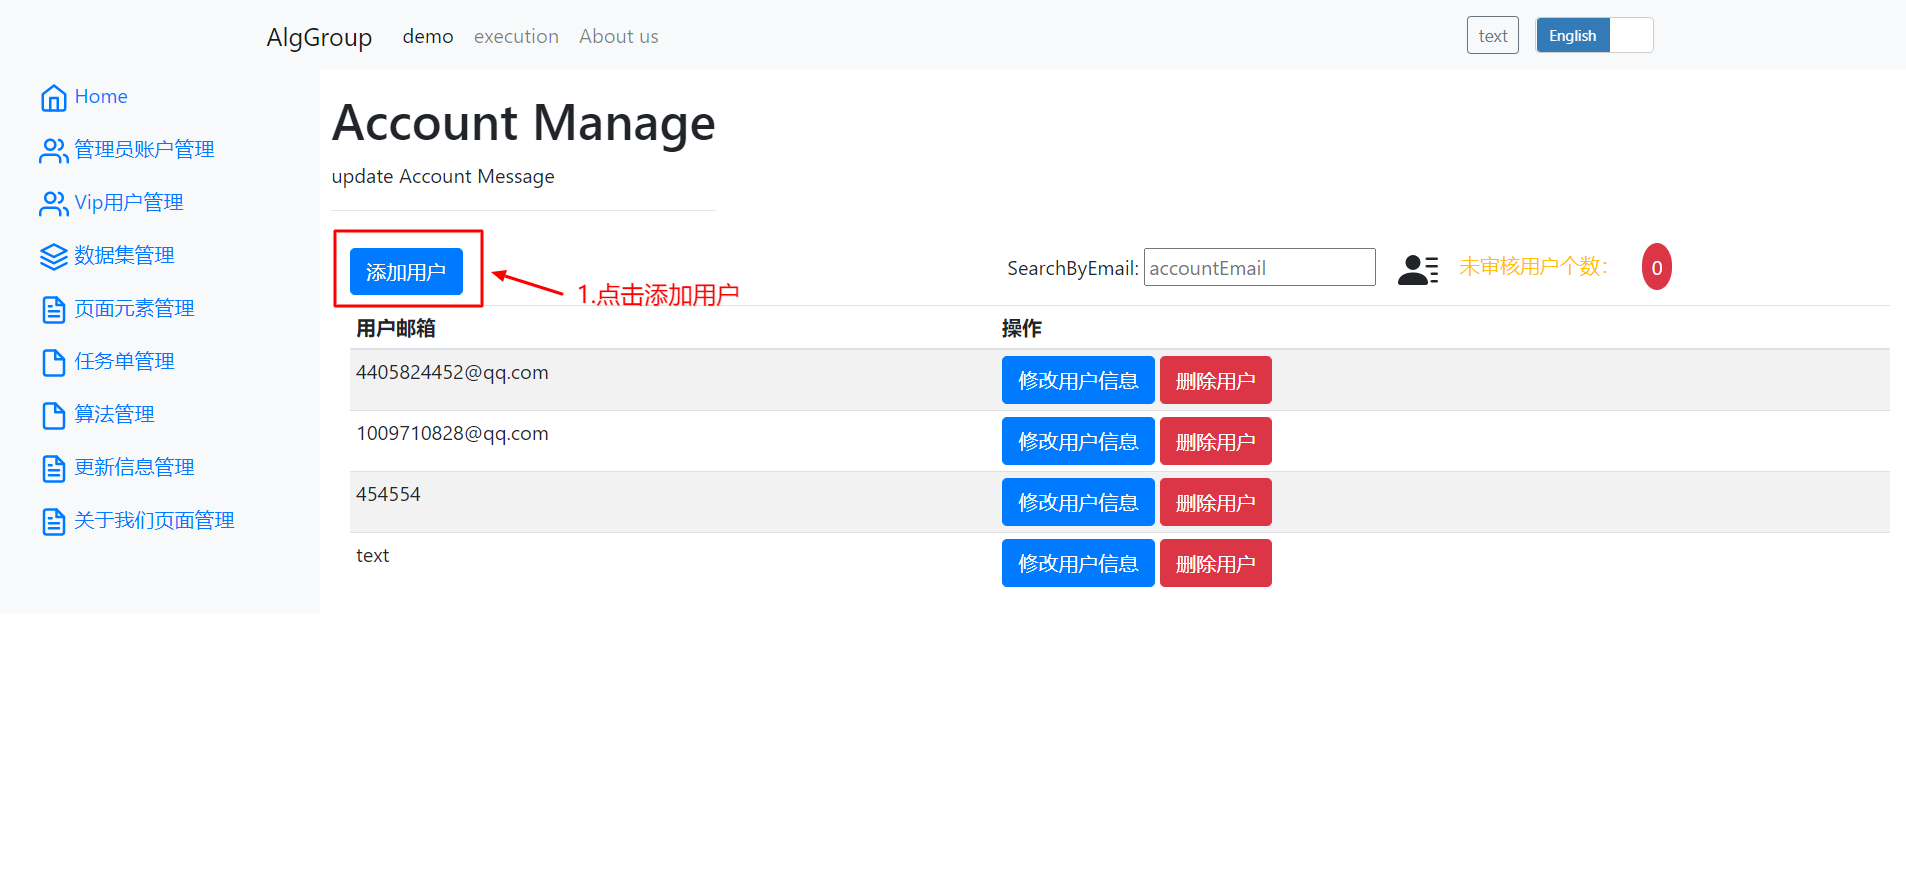 AlgGroup demo execution About us text English
Home
管理员账户管理
Vip用户管理
数据集管理
页面元素管理
任务单管理
算法管理
更新信息管理
关于我们页面管理
Account Manage
update Account Message
添加用户
1.点击添加用户
SearchByEmail: accountEmail 未审核用户个数： 0
用户邮箱 操作
4405824452@qq.com 修改用户信息 删除用户
1009710828@qq.com 修改用户信息 删除用户
454554 修改用户信息 删除用户
text 修改用户信息 删除用户